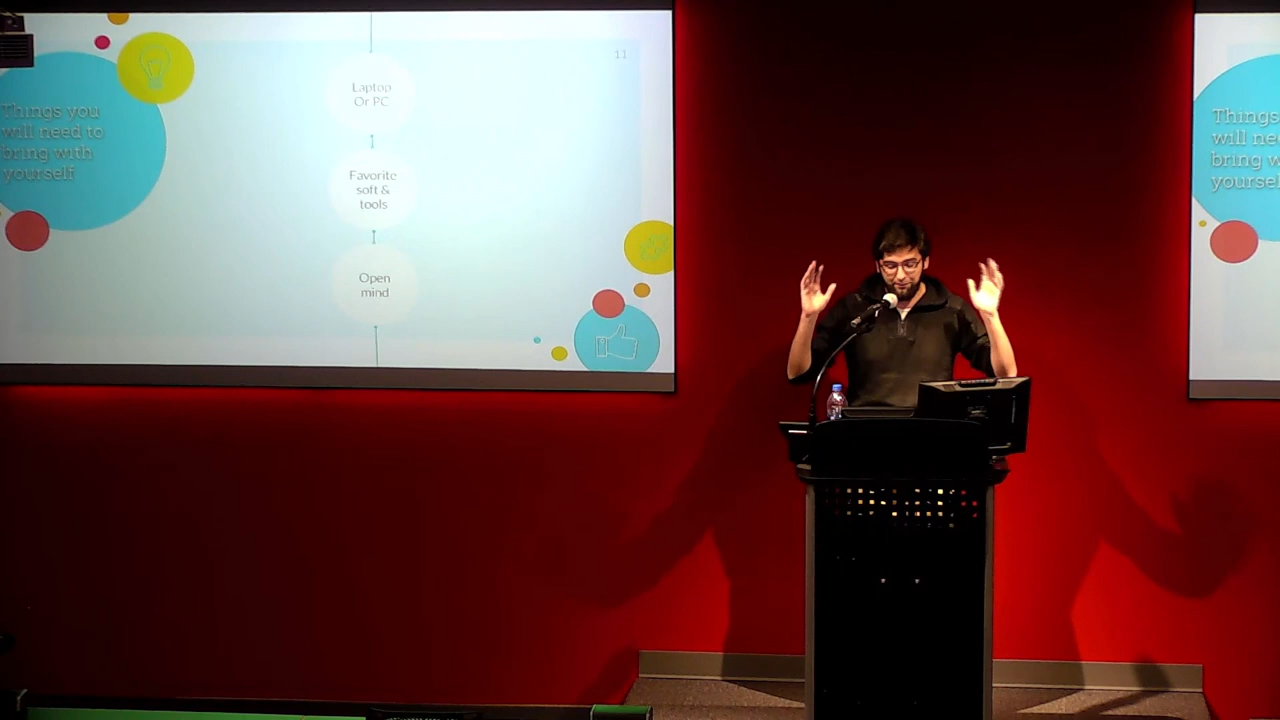 Things you
will need to
bring with
yourself
11
Laptop
Or PC
Favorite
soft &
tools
Open
mind
Things
will ne
bring w
yoursel